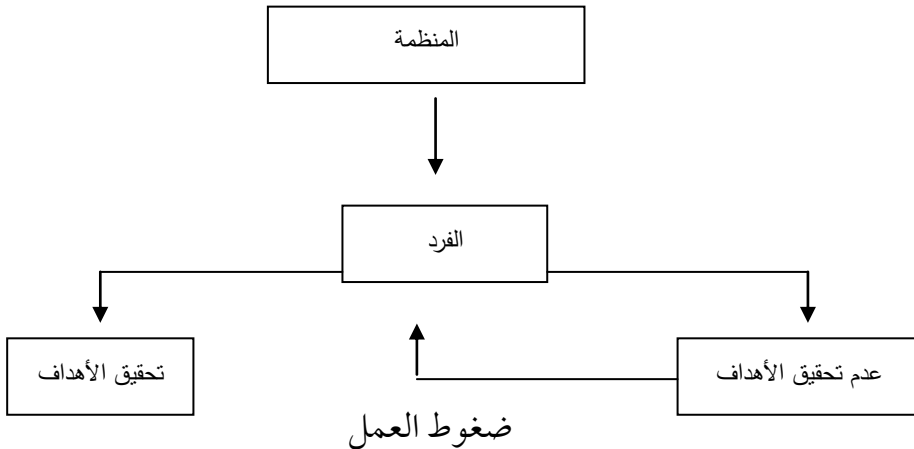 المنظمة
الفرد
عدم تحقيق الأهداف
تحقيق الأهداف
ضغوط العمل